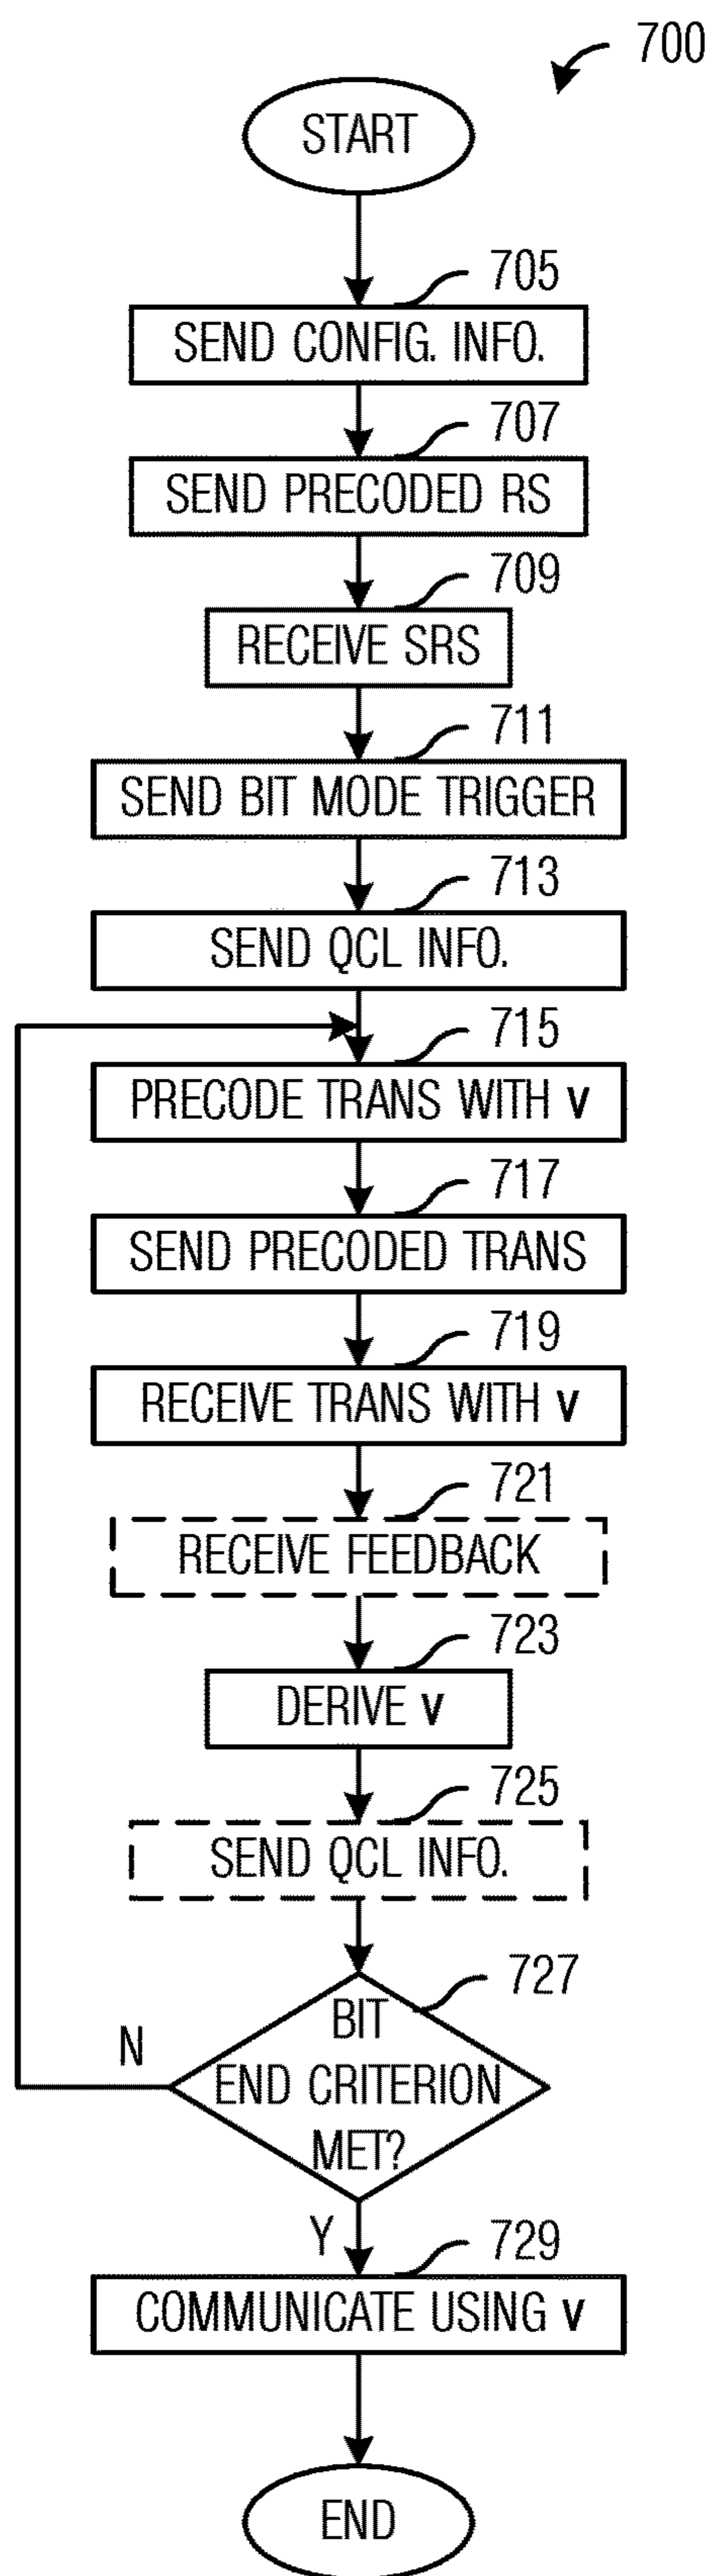 700
START
705
SEND CONFIG. INFO.
707
SEND PRECODED RS
709
RECEIVE SRS
711
SEND BIT MODE TRIGGER
713
SEND QCL INFO.
715
PRECODE TRANS WITH v
717
SEND PRECODED TRANS
719
RECEIVE TRANS WITH v
721
RECEIVE FEEDBACK
723
DERIVE v
725
SEND QCL INFO.
727
BIT
END CRITERION
MET?
N
Y
729
COMMUNICATE USING v
END